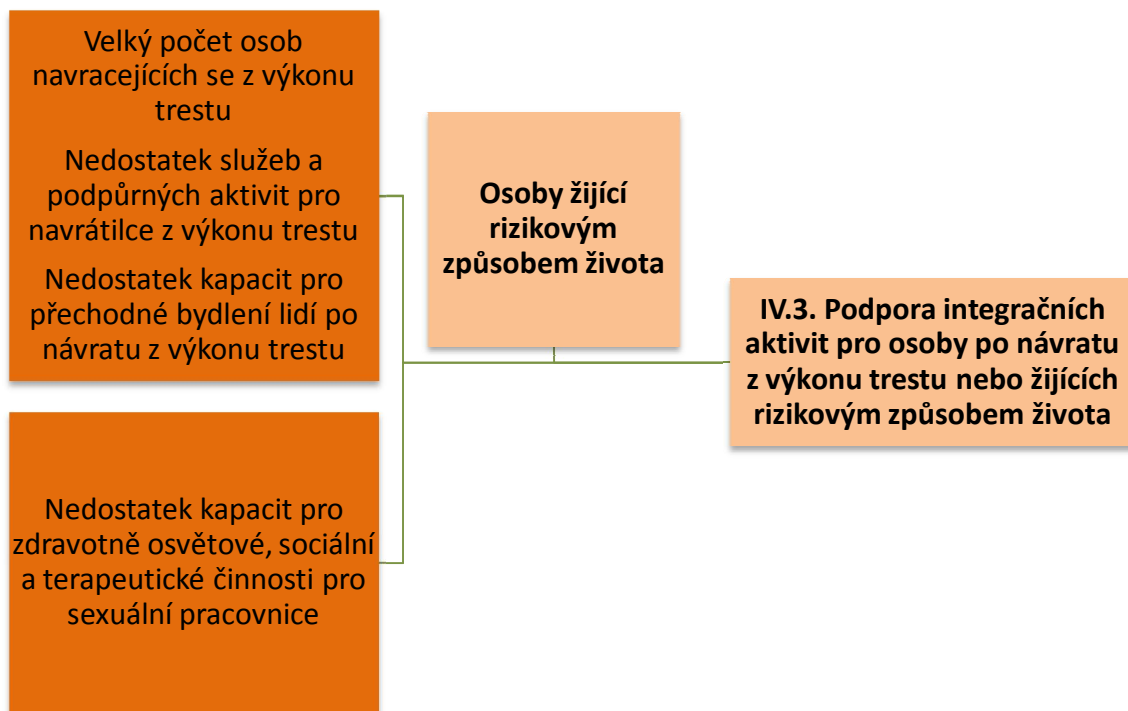 Velký počet osob
navracejících se z výkonu
trestu
Nedostatek služeb a
podpůrných aktivit pro
navrátilce z výkonu trestu
Nedostatek kapacit pro
přechodné bydlení lidí po
návratu z výkonu trestu
Nedostatek kapacit pro
zdravotně osvětové, sociální
a terapeutické činnosti pro
sexuální pracovnice
Osoby žijící
rizikovým
způsobem života
IV.3. Podpora integračních
aktivit pro osoby po návratu
z výkonu trestu nebo žijících
rizikovým způsobem života